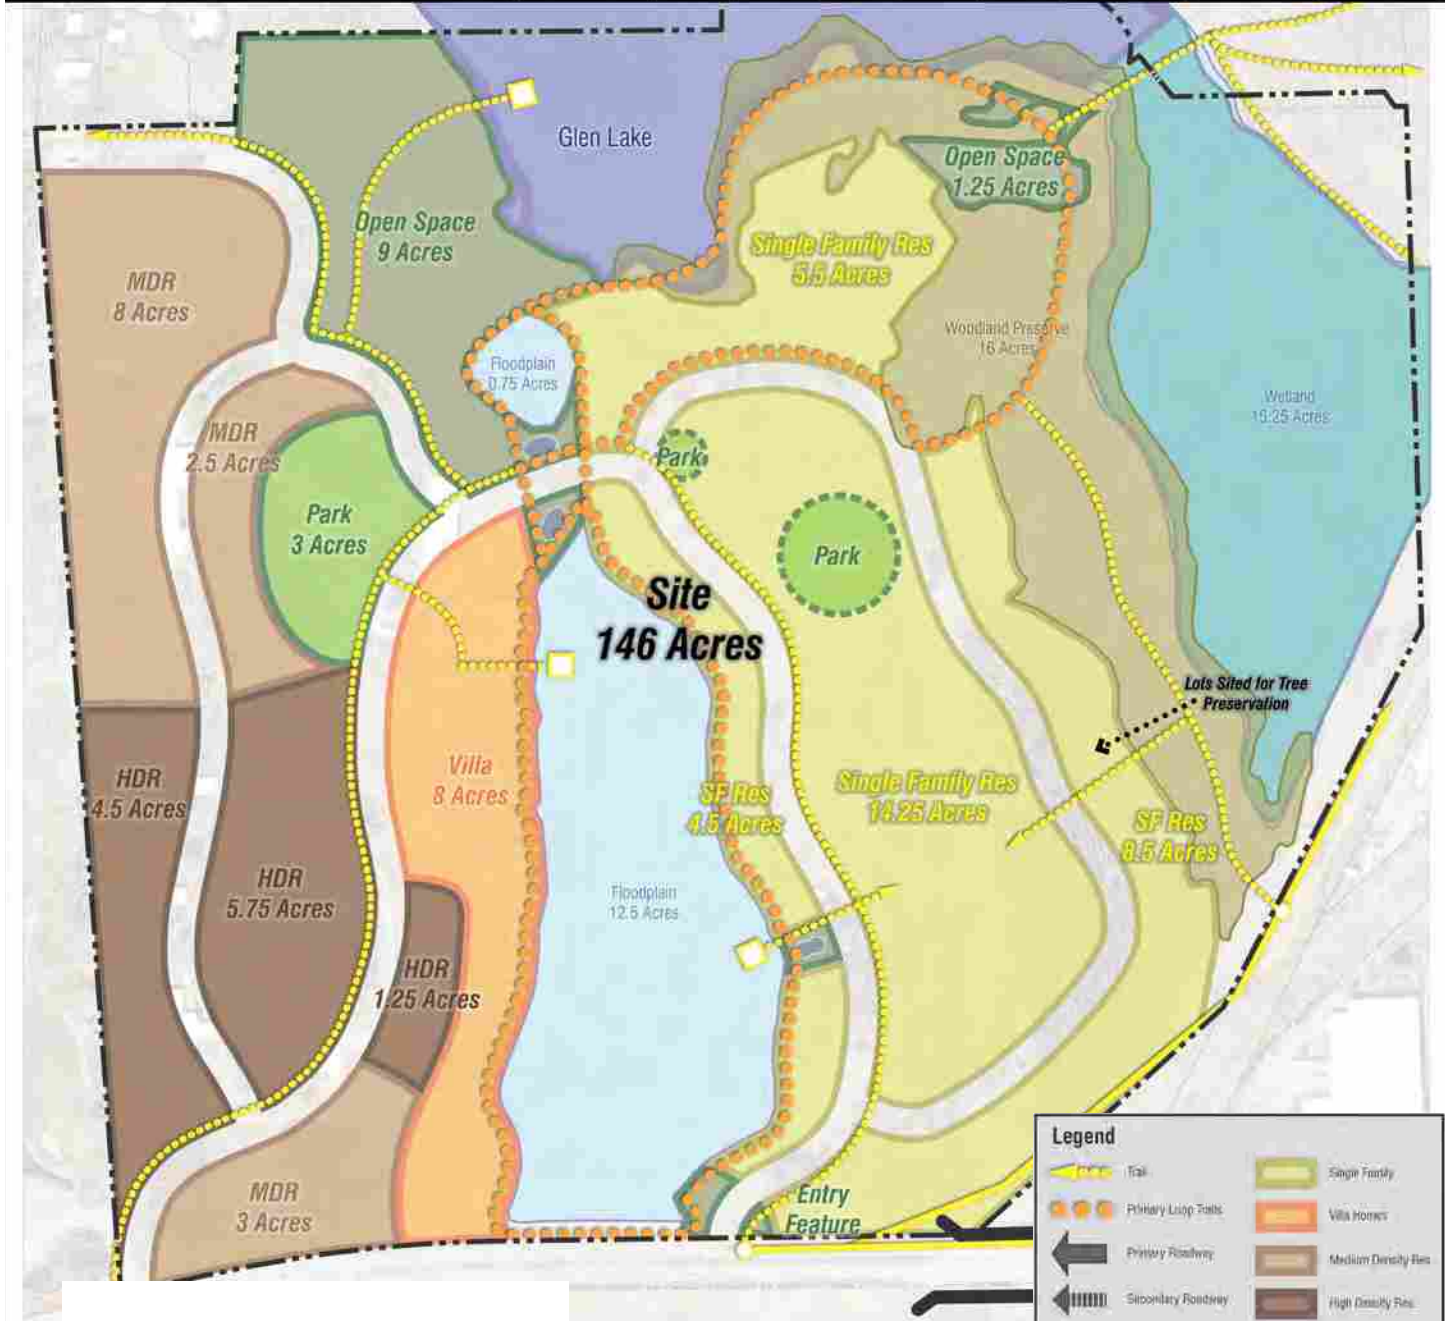 Glen Lake
Open Space
1.25 Acres
Open Space
9 Acres
Single Family Res
5.5 Acres
MDR
8 Acres
Woodland Preserve
16 Acres
Floodplain
0.75 Acres
Wetland
15.25 Acres
MDR
2.5 Acres
Park
Park
3 Acres
Park
Site
146 Acres
Lots Sited for Tree
Preservation
Villa
8 Acres
HDR
4.5 Acres
SF Res
4.5 Acres
Single Family Res
14.25 Acres
SF Res
8.5 Acres
HDR
5.75 Acres
Floodplain
12.5 Acres
HDR
1.25 Acres
MDR
3 Acres
Entry
Feature
Legend
Trail
Single Family
Primary Loop Trails
Villa Homes
Primary Roadway
Medium Density Res
Secondary Roadway
High Density Res.